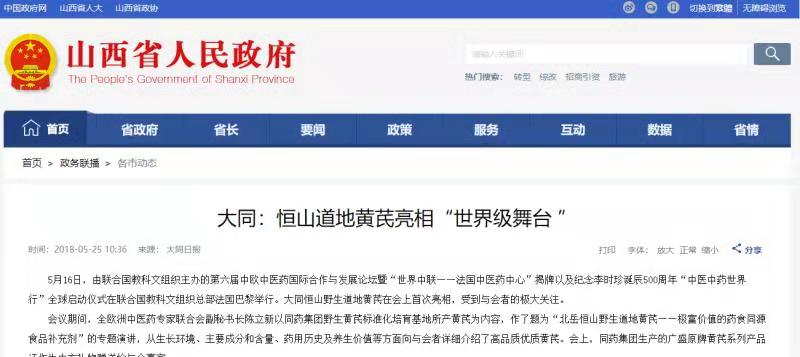 中国政府网 山西省人大 山西省政协 切换到繁體 无障碍浏览
山西省人民政府
The People's Government of Shanxi Province
请输入关键词
热门搜索: 转型 综改 招商引资 旅游
首页 省政府 省长 要闻 政策 服务 互动 数据 省情
首页 > 政务联播 > 各市动态
大同：恒山道地黄芪亮相“世界级舞台 ”
时间：2018-05-25 10:36 来源： 大同日报 打印 字体： 放大 正常 缩小 分享
5月16日，由联合国教科文组织主办的第六届中欧中医药国际合作与发展论坛暨“世界中联一一法国中医药中心”揭牌以及纪念李时珍诞辰500周年“中医中药世界
行”全球启动仪式在联合国教科文组织总部法国巴黎举行。大同恒山野生道地黄芪在会上首次亮相，受到与会者的极大关注。
会议期间，全欧洲中医药专家联合会副秘书长陈立新以同药集团野生黄芪标准化培育基地所产黄芪为内容，作了题为“北岳恒山野生道地黄芪一一极富价值的药食同源
食品补充剂”的专题演讲，从生长环境、主要成分和含量、药用历史及养生价值等方面向与会者详细介绍了高品质优质黄芪。会上，同药集团生产的广盛原牌黄芪系列产品